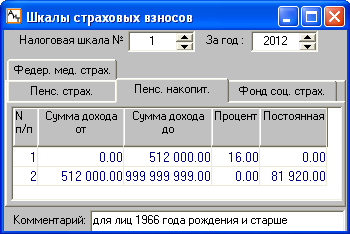 Шкалы страховых взносов
Налоговая шкала № 1 За год : 2012
Федер. мед. страх.
Пенс. страх. Пенс. накопит. Фонд соц. страх.
N п/п Сумма дохода от Сумма дохода до Процент Постоянная
1 0.00 512 000.00 16.00 0.00
2 512 000.00 999 999 999.00 0.00 81 920.00
Комментарий: для лиц 1966 года рождения и старше